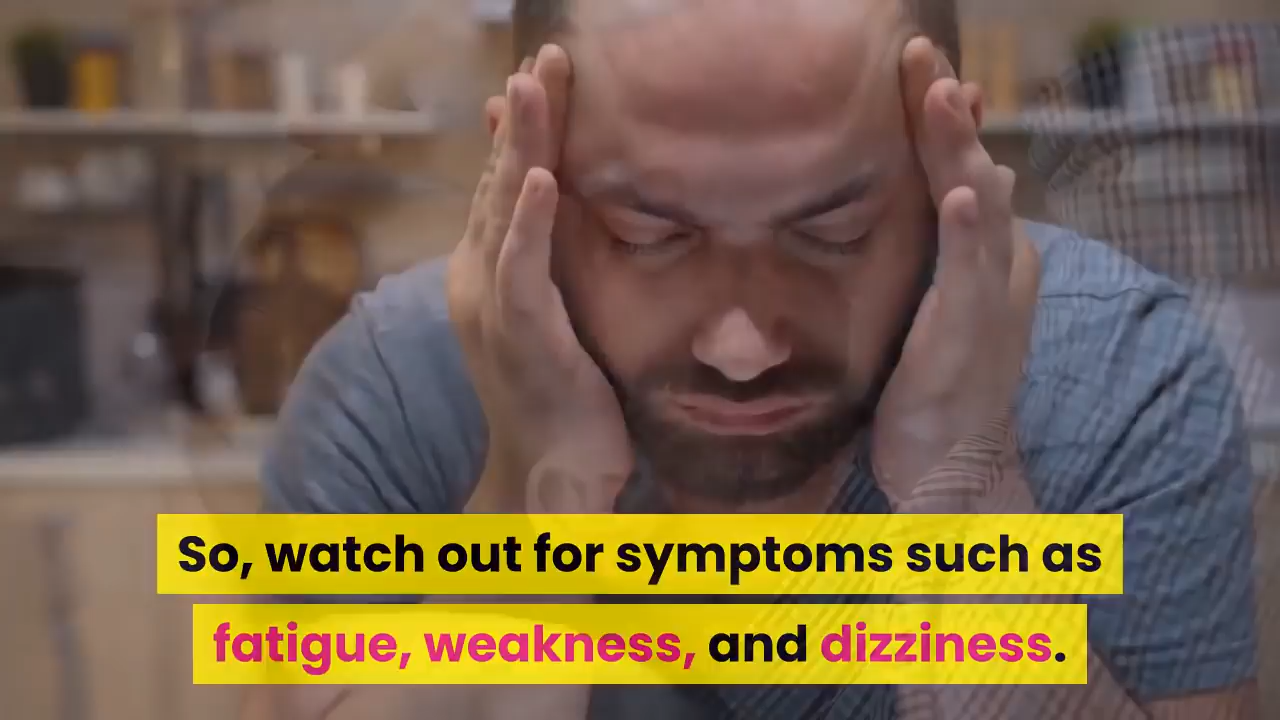 So, watch out for symptoms such as
fatigue, weakness, and dizziness.